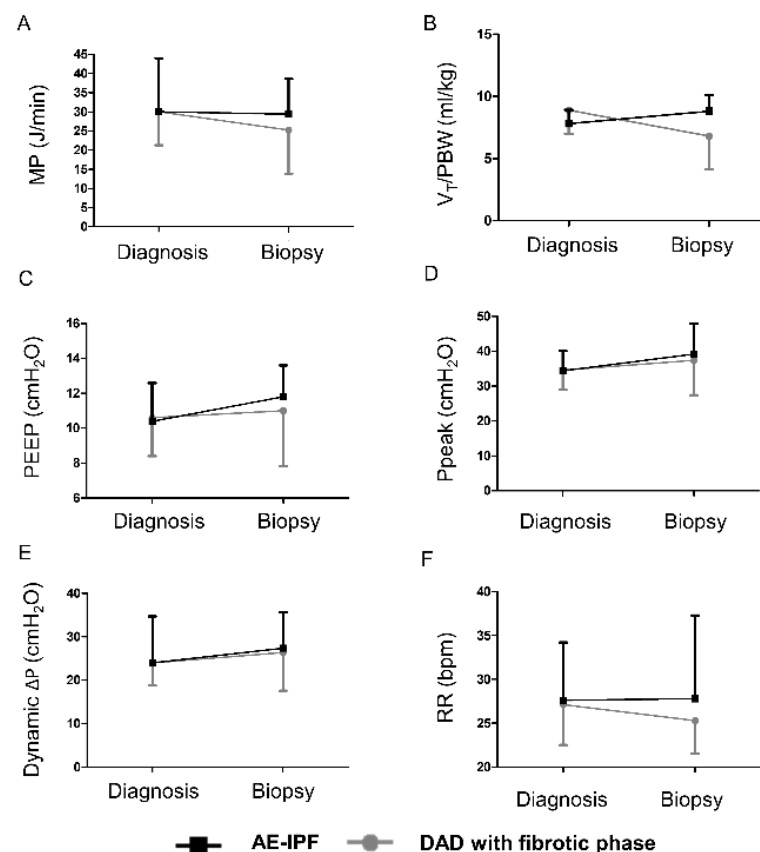 A
MP (J/min)
45
40
35
30
25
20
15
10
5
0
Diagnosis Biopsy
B
V_T/PBW (ml/kg)
15
10
5
0
Diagnosis Biopsy
C
PEEP (cmH₂O)
16
14
12
10
8
6
Diagnosis Biopsy
D
Ppeak (cmH₂O)
50
40
30
20
10
0
Diagnosis Biopsy
E
Dynamic ΔP (cmH₂O)
40
30
20
10
0
Diagnosis Biopsy
F
RR (bpm)
40
35
30
25
20
Diagnosis Biopsy
AE-IPF DAD with fibrotic phase